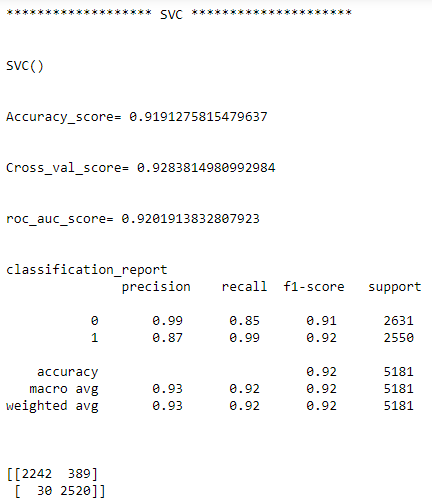 ******************* SVC *********************
SVC()
Accuracy_score= 0.9191275815479637
Cross_val_score= 0.9283814980992984
roc_auc_score= 0.9201913832807923
classification_report
precision recall f1-score support
0 0.99 0.85 0.91 2631
1 0.87 0.99 0.92 2550
accuracy 0.92 5181
macro avg 0.93 0.92 0.92 5181
weighted avg 0.93 0.92 0.92 5181
[[2242 389]
[ 30 2520]]